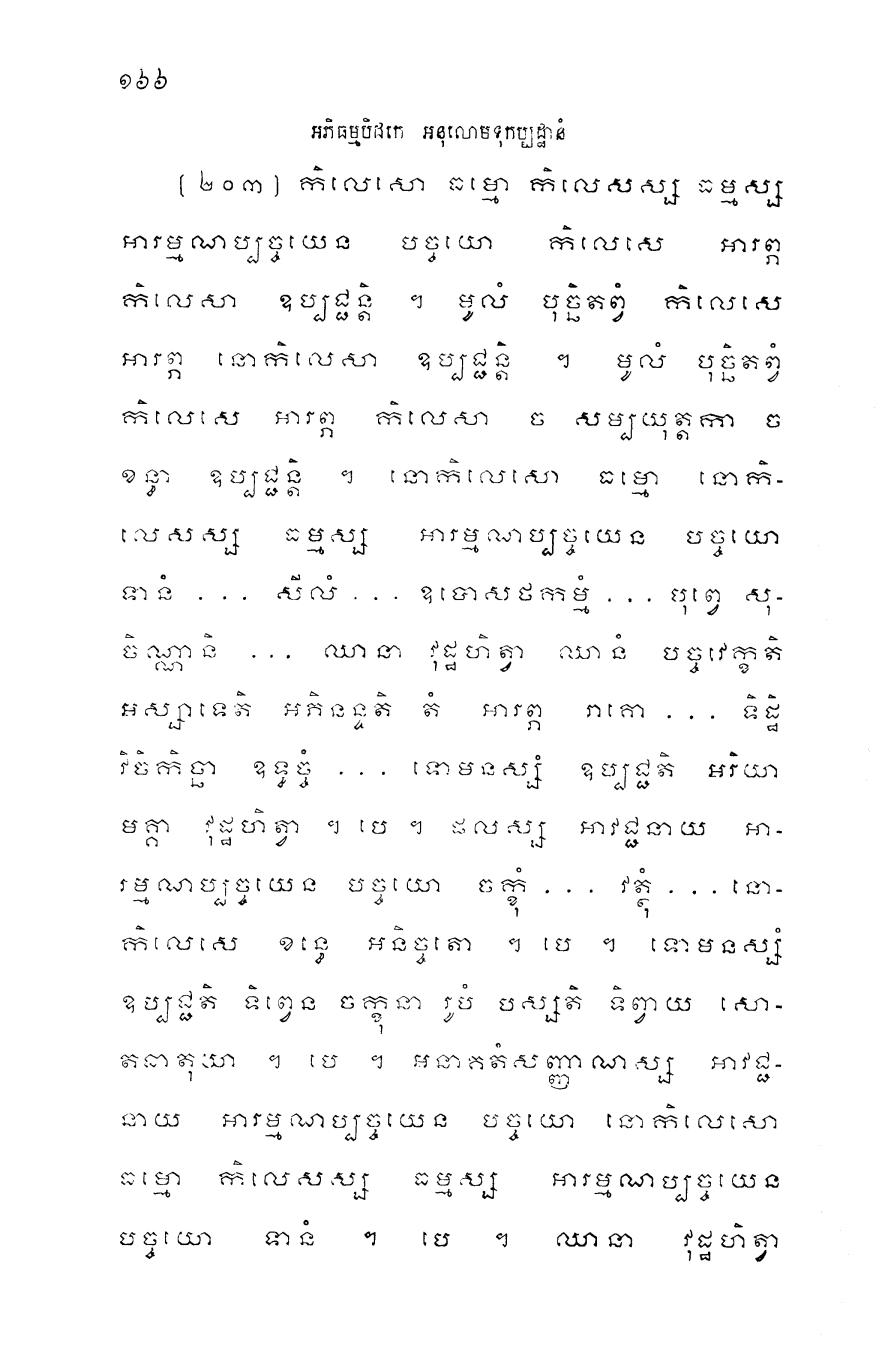 ១៦៦
អភិធម្មបិដកេ អនុលោមទុកប្បដ្ឋានំ
(២០៣) កិលេសោ ធម្មោ កិលេសស្ស ធម្មស្ស
អារម្មណប្បច្ចយេន បច្ចយោ កិលេសេ អារព្ភ
កិលេសា ឧប្បជ្ជន្តិ ។ មូលំ បុច្ឆិតព្វំ កិលេសេ
អារព្ភ នោកិលេសា ឧប្បជ្ជន្តិ ។ មូលំ បុច្ឆិតព្វំ
កិលេសេ អារព្ភ កិលេសា ច សម្បយុត្តកា ច
ខន្ធា ឧប្បជ្ជន្តិ ។ នោកិលេសោ ធម្មោ នោកិ-
លេសស្ស ធម្មស្ស អារម្មណប្បច្ចយេន បច្ចយោ
ទានំ ... សីលំ ... ឧបោសថកម្មំ ... បុព្វេ សុ-
ចិណ្ណានិ ... ឈានា វុដ្ឋហិត្វា ឈានំ បច្ចវេក្ខតិ
អស្សាទេតិ អភិនន្ទតិ តំ អារព្ភ រាគោ ... ទិដ្ឋិ
វិចិកិច្ឆា ឧទ្ធច្ចំ ... ទោមនស្សំ ឧប្បជ្ជតិ អរិយា
មគ្គា វុដ្ឋហិត្វា ។ បេ ។ ផលស្ស អាវជ្ជនាយ អា-
រម្មណប្បច្ចយេន បច្ចយោ ចក្ខុំ ... វត្ថុំ ... នោ-
កិលេសេ ខន្ធេ អនិច្ចតោ ។ បេ ។ ទោមនស្សំ
ឧប្បជ្ជតិ ទិព្វេន ចក្ខុនា រូបំ បស្សតិ ទិព្វាយ សោ-
តធាតុយា ។ បេ ។ អនាគតំសញ្ញាណស្ស អាវជ្ជ-
នាយ អារម្មណប្បច្ចយេន បច្ចយោ នោកិលេសោ
ធម្មោ កិលេសស្ស ធម្មស្ស អារម្មណប្បច្ចយេន
បច្ចយោ ទានំ ។ បេ ។ ឈានា វុដ្ឋហិត្វា